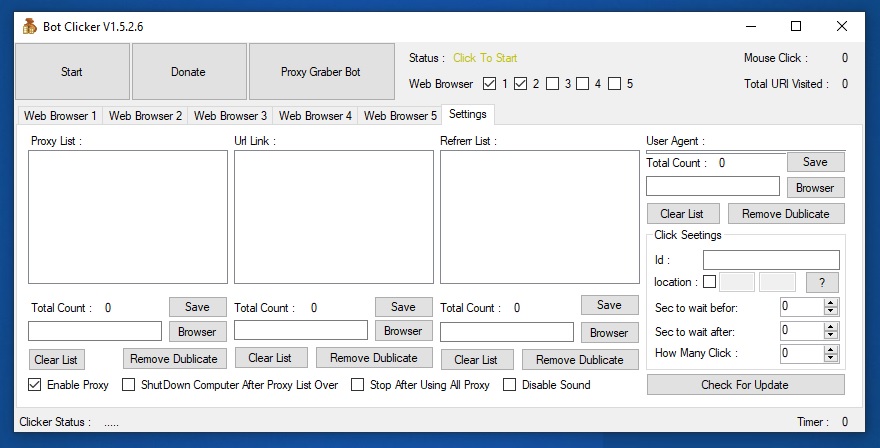 Bot Clicker V1.5.2.6
Start
Donate
Proxy Graber Bot
Status : Click To Start
Mouse Click : 0
Web Browser 1 2 3 4 5
Total URI Visited : 0
Web Browser 1
Web Browser 2
Web Browser 3
Web Browser 4
Web Browser 5
Settings
Proxy List :
Url Link :
Refrerr List :
User Agent :
Total Count : 0
Save
Browser
Clear List
Remove Dublicate
Click Seetings
Id :
location :
?
Sec to wait befor: 0
Sec to wait after: 0
How Many Click : 0
Total Count : 0
Save
Total Count : 0
Save
Total Count : 0
Save
Browser
Browser
Browser
Clear List
Remove Dublicate
Clear List
Remove Dublicate
Clear List
Remove Dublicate
Enable Proxy
ShutDown Computer After Proxy List Over
Stop After Using All Proxy
Disable Sound
Check For Update
Clicker Status : .....
Timer : 0